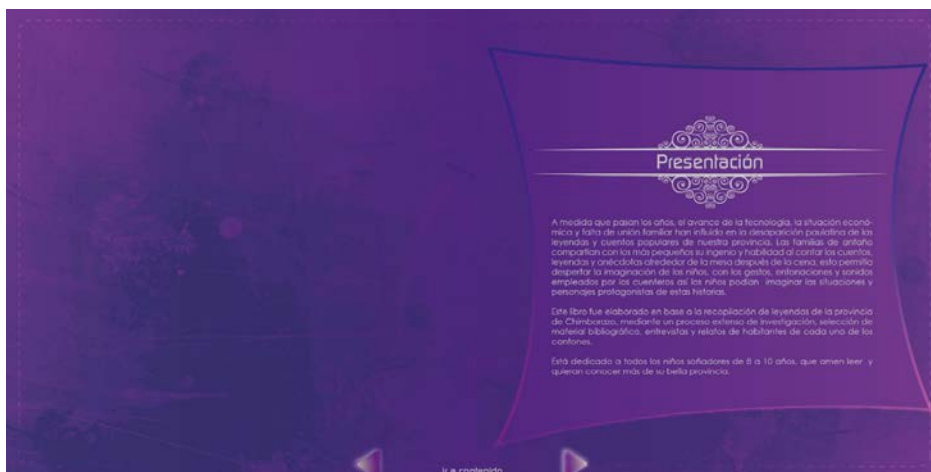 Presentación
A medida que pasan los años, el avance de la tecnología, la situación econó-
mica y falta de unión familiar han influido en la desaparición paulatina de las
leyendas y cuentos populares de nuestra provincia. Las familias de antaño
compartían con los más pequeños su ingenio y habilidad al contar los cuentos,
leyendas y anécdotas alrededor de la mesa después de la cena, esto permitía
despertar la imaginación de los niños, con los gestos, entonaciones y sonidos
empleados por los cuenteros así los niños podían imaginar las situaciones y
personajes protagonistas de estas historias.
Este libro fue elaborado en base a la recopilación de leyendas de la provincia
de Chimborazo, mediante un proceso extenso de investigación, selección de
material bibliográfico, entrevistas y relatos de habitantes de cada uno de los
cantones.
Está dedicado a todos los niños soñadores de 8 a 10 años, que amen leer y
quieran conocer más de su bella provincia.
ir a contenido